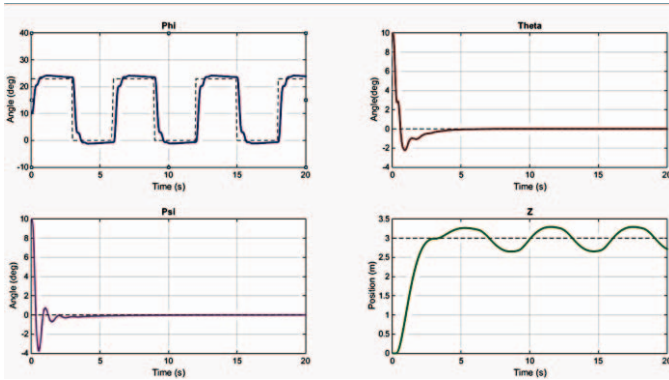 Phi
Angle (deg)
40
30
20
10
0
-10
0 5 10 15 20
Time (s)
Theta
Angle(deg)
10
8
6
4
2
0
-2
-4
0 5 10 15 20
Time (s)
Psi
Angle (deg)
10
8
6
4
2
0
-2
-4
0 5 10 15 20
Time (s)
Z
Position (m)
3.5
3
2.5
2
1.5
1
0.5
0
0 5 10 15 20
Time (s)